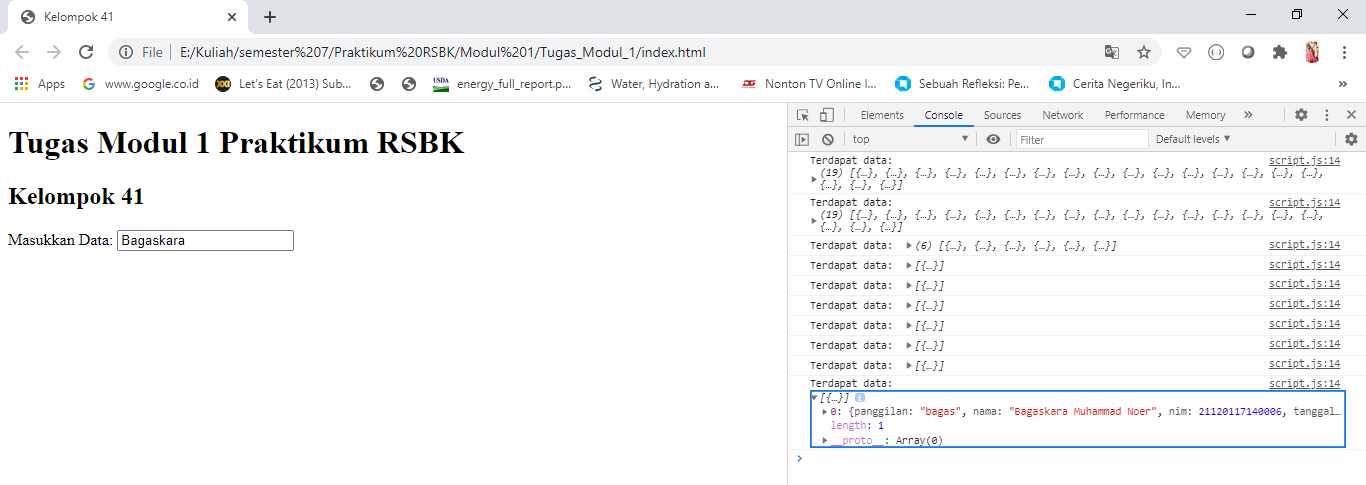 Kelompok 41
File | E:/Kuliah/semester%207/Praktikum%20RSBK/Modul%201/Tugas_Modul_1/index.html
Apps www.google.co.id Let's Eat (2013) Sub... energy_full_report.p... Water, Hydration a... Nonton TV Online I... Sebuah Refleksi: Pe... Cerita Negeriku, In... »
Tugas Modul 1 Praktikum RSBK
Kelompok 41
Masukkan Data: Bagaskara
Elements Console Sources Network Performance Memory »
top Filter Default levels
Terdapat data: script.js:14
(19) [{…}, {…}, {…}, {…}, {…}, {…}, {…}, {…}, {…}, {…}, {…}, {…}, {…}, {…}, {…}, {…},
{…}, {…}, {…}]
Terdapat data: script.js:14
(19) [{…}, {…}, {…}, {…}, {…}, {…}, {…}, {…}, {…}, {…}, {…}, {…}, {…}, {…}, {…}, {…},
{…}, {…}, {…}]
Terdapat data: (6) [{…}, {…}, {…}, {…}, {…}, {…}] script.js:14
Terdapat data: [{…}] script.js:14
Terdapat data: [{…}] script.js:14
Terdapat data: [{…}] script.js:14
Terdapat data: [{…}] script.js:14
Terdapat data: [{…}] script.js:14
Terdapat data: [{…}] script.js:14
Terdapat data: script.js:14
[{…}] i
0: {panggilan: "bagas", nama: "Bagaskara Muhammad Noer", nim: 21120117140006, tanggal…
length: 1
__proto__: Array(0)